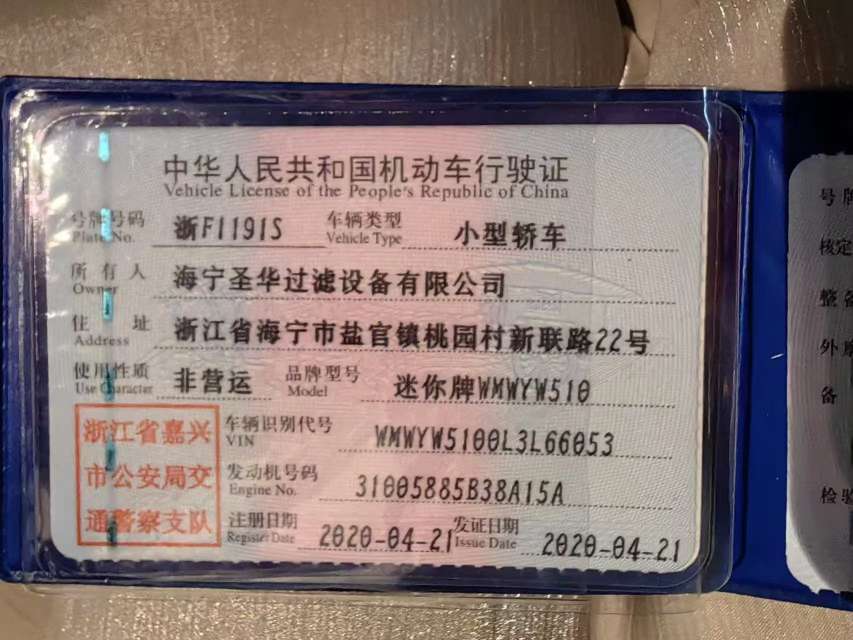 中华人民共和国机动车行驶证
Vehicle License of the People's Republic of China
号牌号码 浙F1191S 车辆类型 小型轿车
Plate No. Vehicle Type
所有人 海宁圣华过滤设备有限公司
Owner
住址 浙江省海宁市盐官镇桃园村新联路22号
Address
使用性质 非营运 品牌型号 迷你牌WMWYW510
Use Character Model
浙江省嘉兴
市公安局交
通警察支队
车辆识别代号 WMWYW5100L3L66053
VIN
发动机号码 31005885B38A15A
Engine No.
注册日期 2020-04-21 发证日期 2020-04-21
Register Date Issue Date
号牌
核定
整备
外廓
备
检验